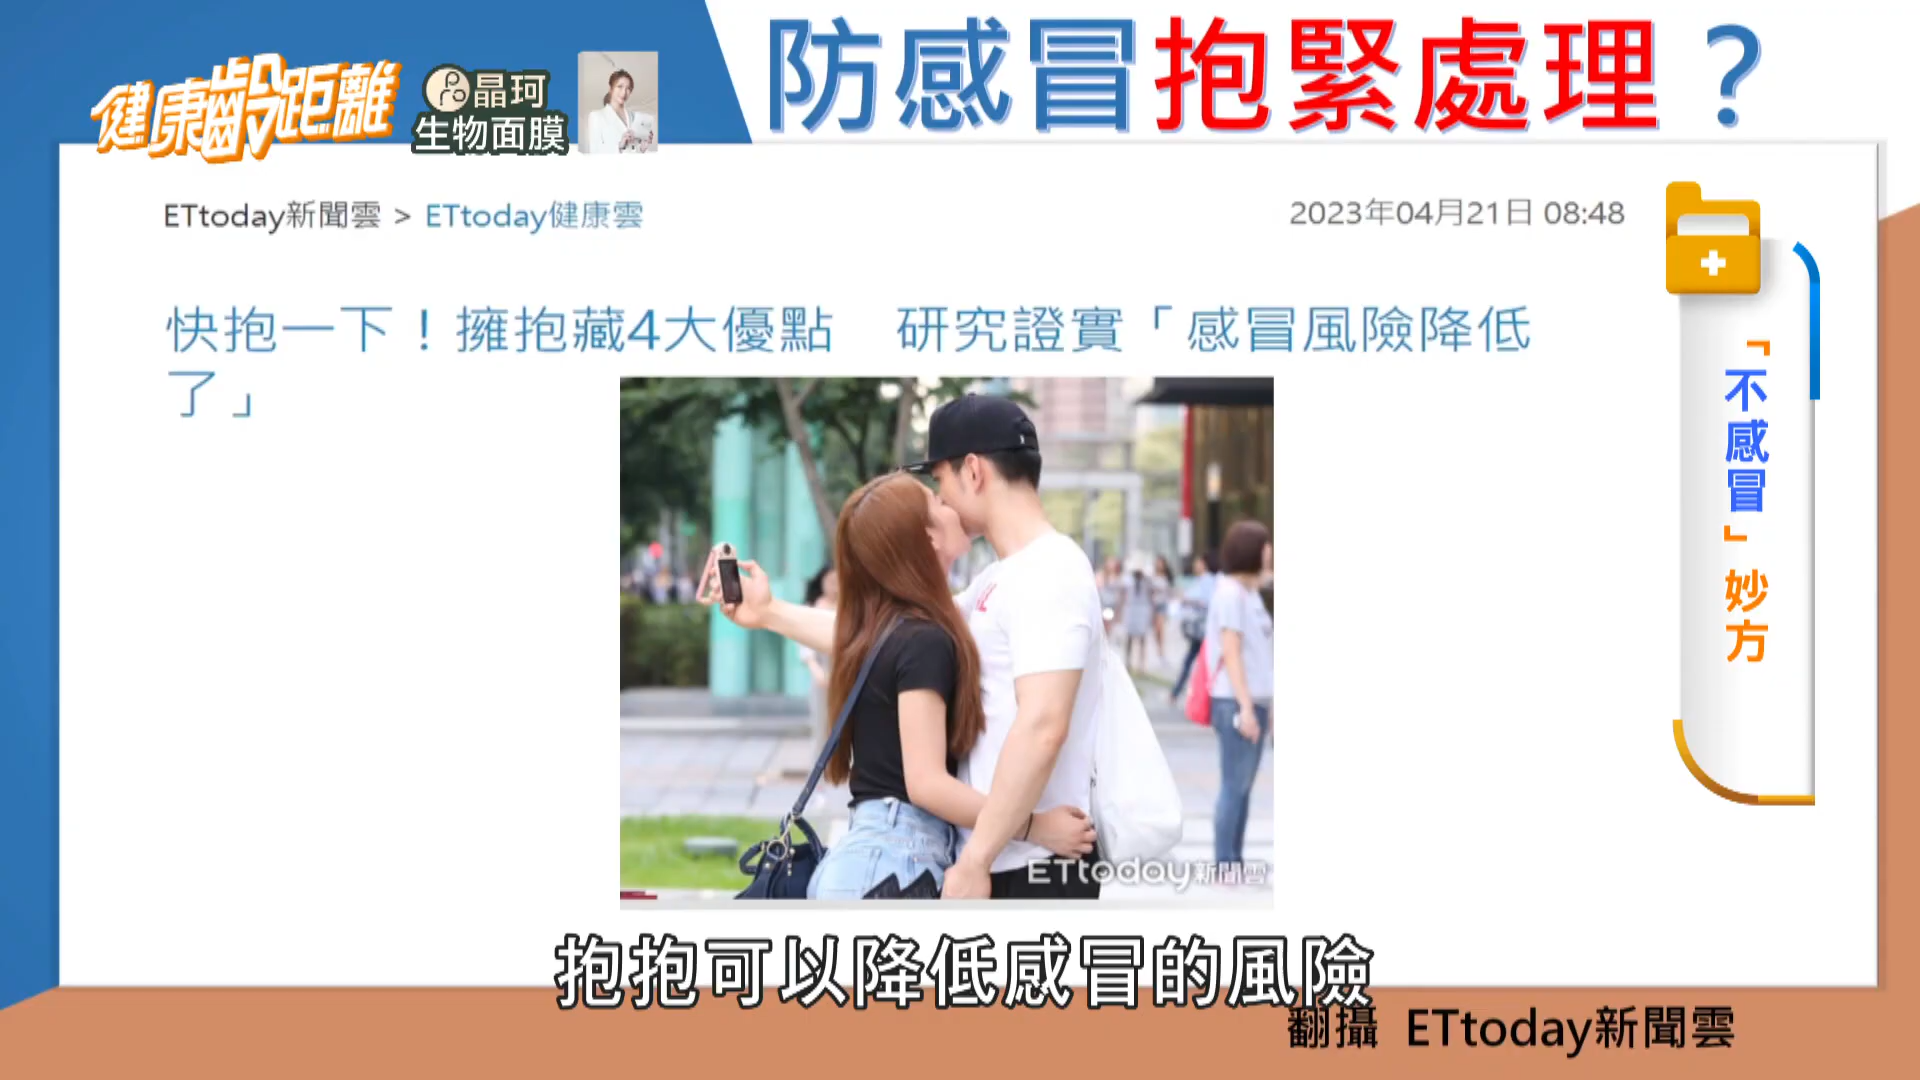 健康齡距離
晶珂
生物面膜
防感冒抱緊處理？
ETtoday新聞雲 > ETtoday健康雲
2023年04月21日 08:48
快抱一下！擁抱藏4大優點　研究證實「感冒風險降低
了」
「不感冒」妙方
ETtoday新聞雲
抱抱可以降低感冒的風險
翻攝 ETtoday新聞雲